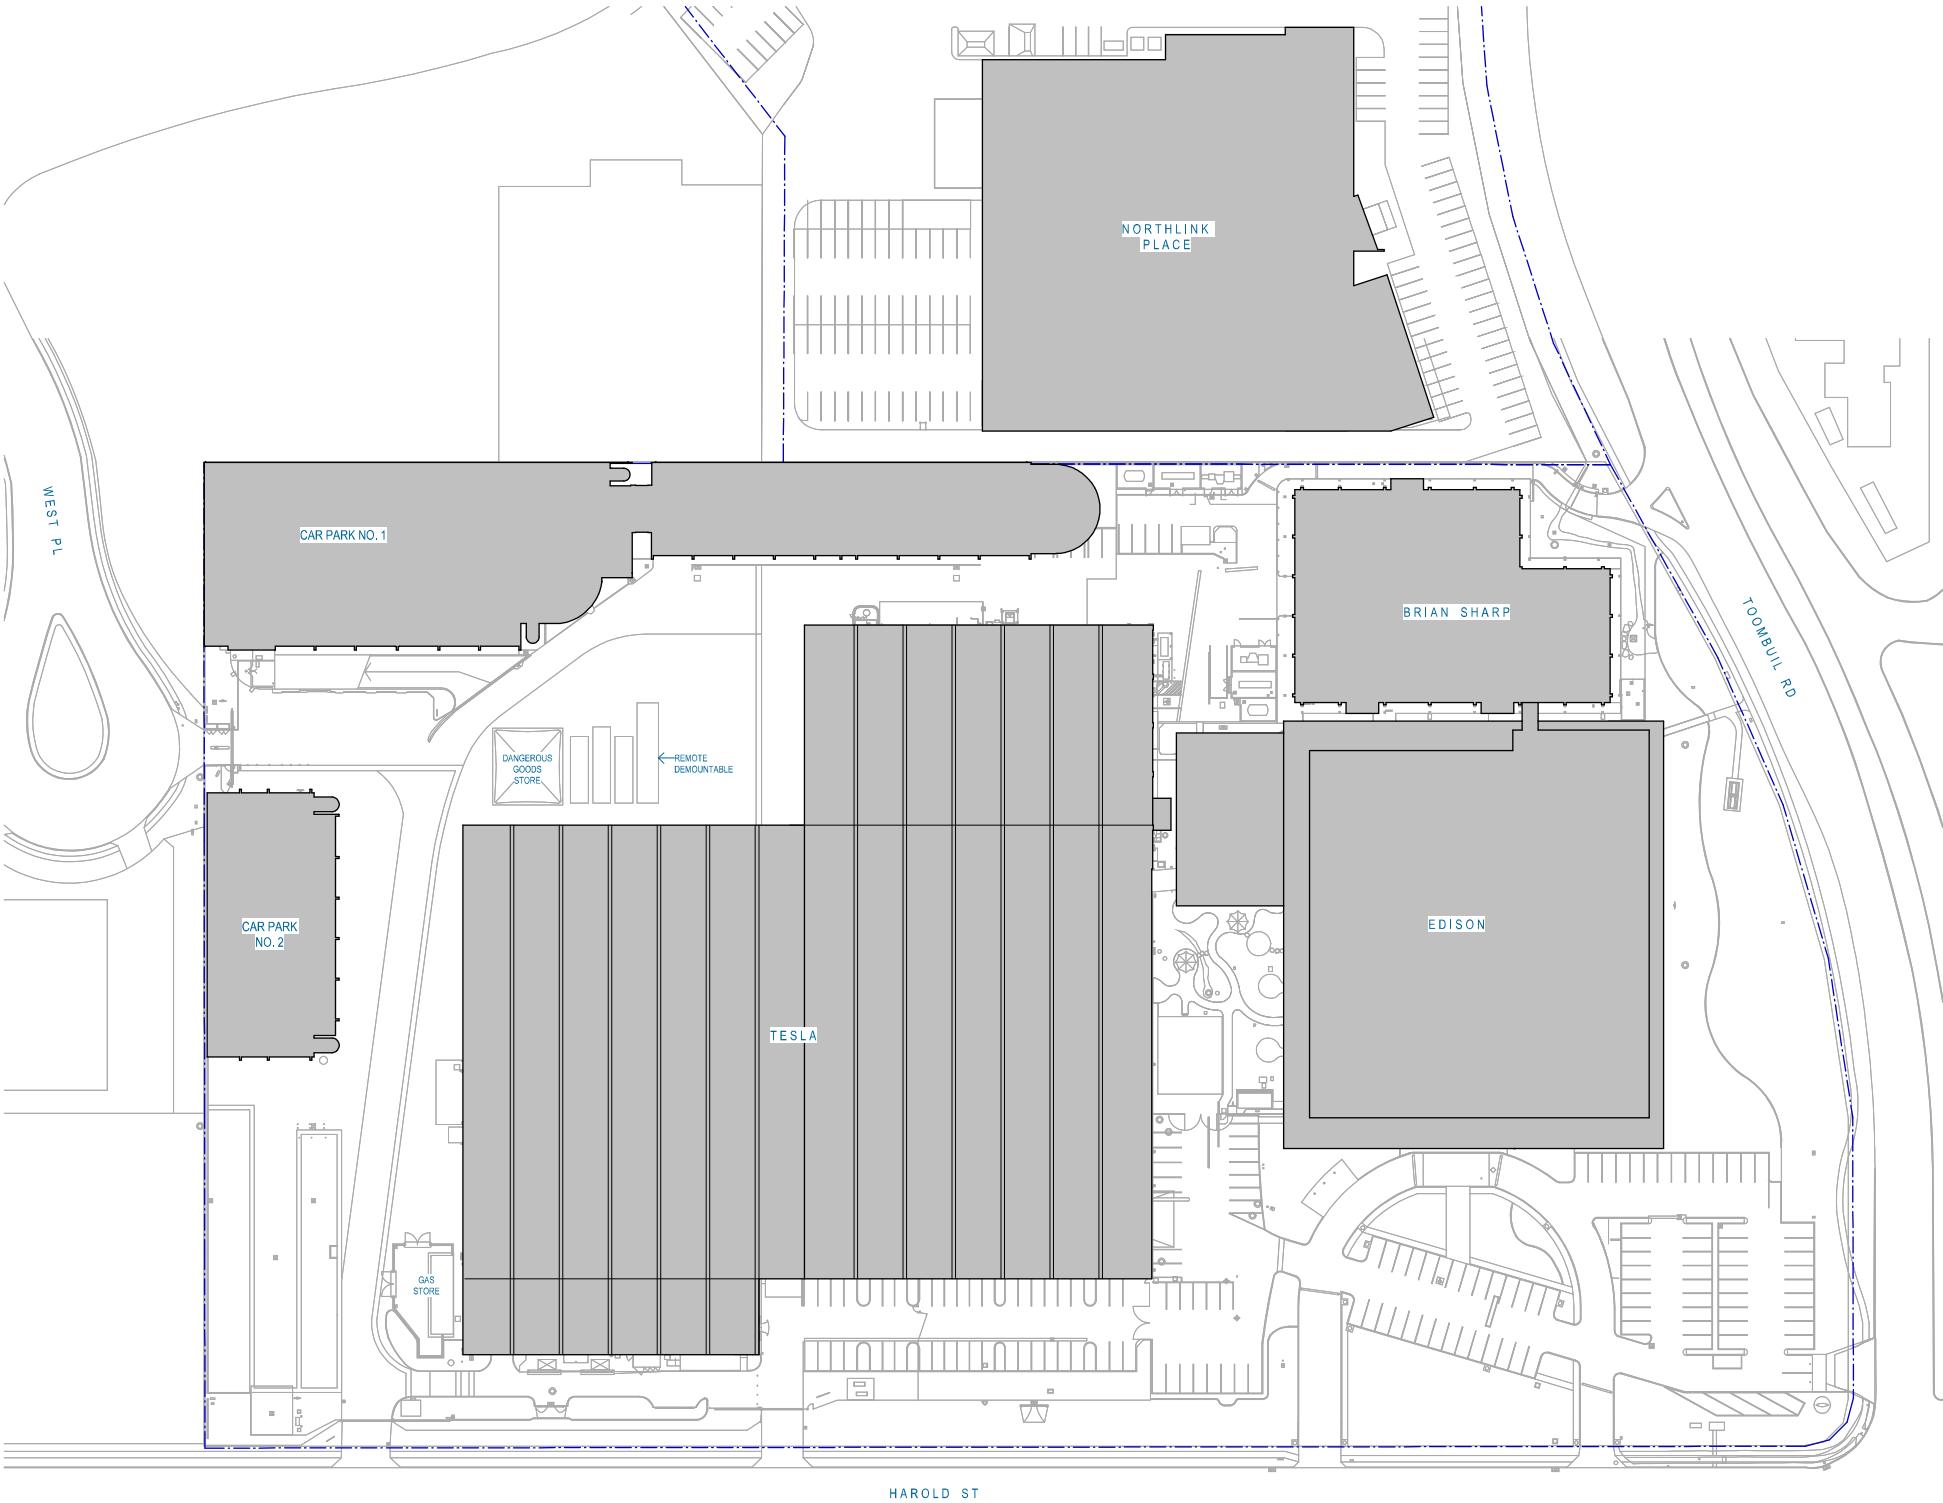 NORTHLINK
PLACE
WEST PL
CAR PARK NO. 1
BRIAN SHARP
TOOMBUIL RD
DANGEROUS
GOODS
STORE
REMOTE
DEMOUNTABLE
CAR PARK
NO. 2
EDISON
TESLA
GAS
STORE
HAROLD ST